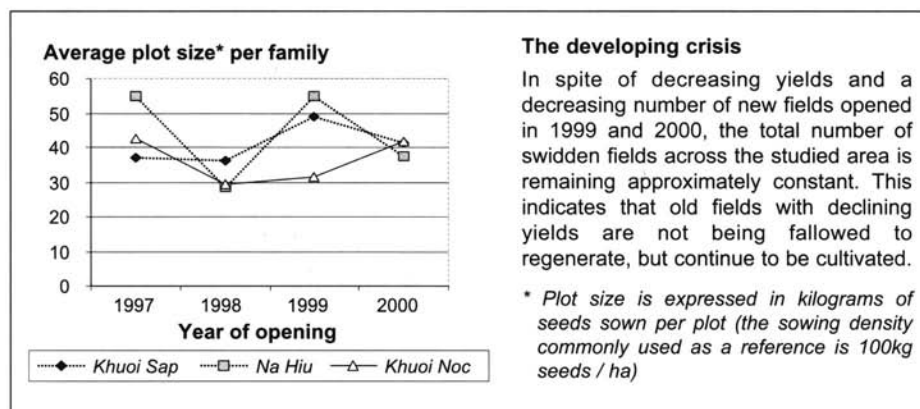 Average plot size* per family
60
50
40
30
20
10
0
1997 1998 1999 2000
Year of opening
Khuoi Sap Na Hiu Khuoi Noc
The developing crisis
In spite of decreasing yields and a
decreasing number of new fields opened
in 1999 and 2000, the total number of
swidden fields across the studied area is
remaining approximately constant. This
indicates that old fields with declining
yields are not being fallowed to
regenerate, but continue to be cultivated.
* Plot size is expressed in kilograms of
seeds sown per plot (the sowing density
commonly used as a reference is 100kg
seeds / ha)